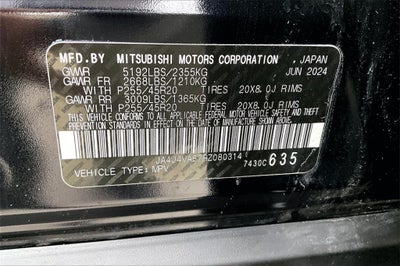 MFD.BY MITSUBISHI MOTORS CORPORATION, JAPAN
GVWR 5192LBS/2355KG JUN 2024
GAWR FR 2668LBS/1210KG
WITH P255/45R20 TIRES 20X8.0J RIMS
GAWR RR 3009LBS/1365KG
WITH P255/45R20 TIRES 20X8.0J RIMS
THIS VEHICLE CONFORMS TO ALL APPLICABLE
FEDERAL MOTOR VEHICLE SAFETY AND THEFT PREVENTION
STANDARDS IN EFFECT ON THE DATE OF MANUFACTURE
SHOWN ABOVE.
7430C 635
VEHICLE TYPE: MPV